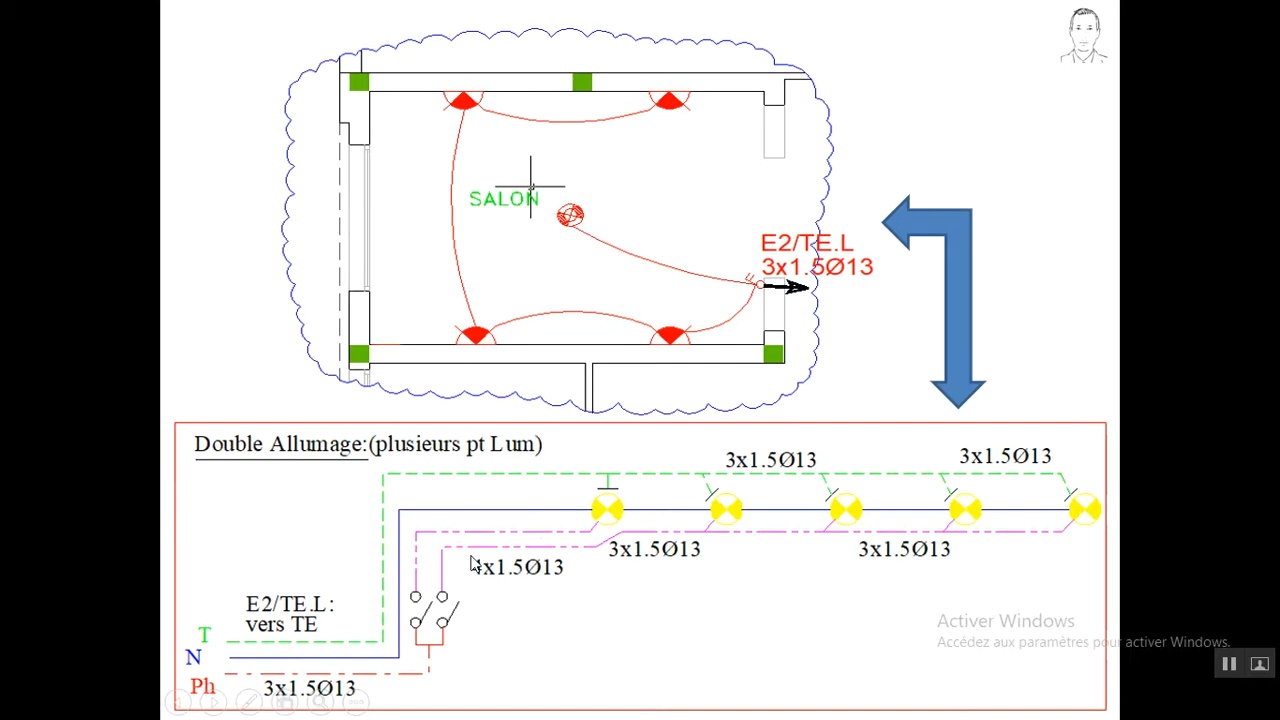 SALON
E2/TE.L
3x1.5Ø13
Double Allumage:(plusieurs pt Lum)
3x1.5Ø13
3x1.5Ø13
3x1.5Ø13
3x1.5Ø13
x1.5Ø13
E2/TE.L :
vers TE
T
N
Ph
3x1.5Ø13
Activer Windows
Accédez aux paramètres pour activer Windows.